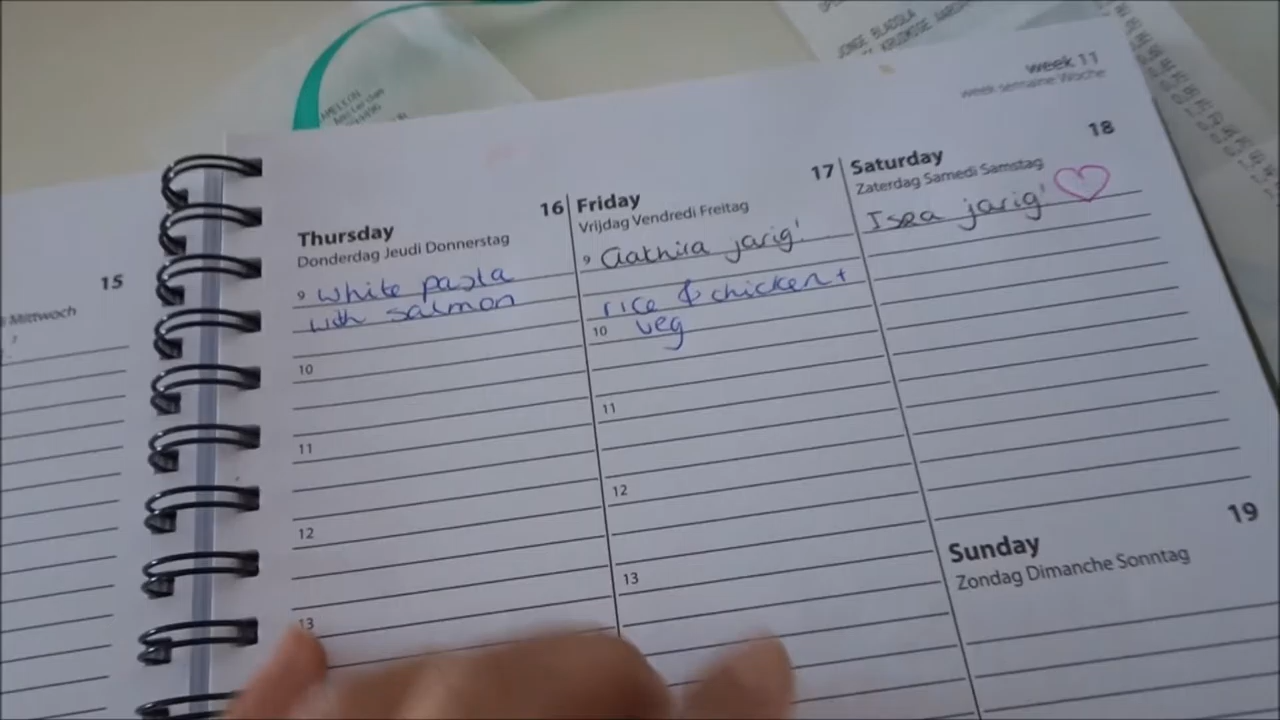 JONGE BLADSLA
week 11
week semaine Woche
15
Mittwoch
16
Thursday
Donderdag Jeudi Donnerstag
9 white pasta
with salmon
10
11
12
13
17
Friday
Vrijdag Vendredi Freitag
9 Aathira jarig!
rice & chicken +
10 veg
11
12
13
18
Saturday
Zaterdag Samedi Samstag
Isea jarig!
19
Sunday
Zondag Dimanche Sonntag